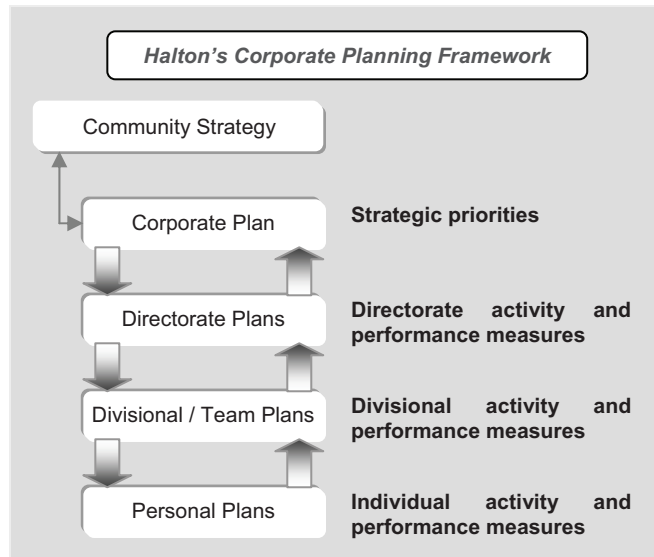 Halton's Corporate Planning Framework
Community Strategy
Corporate Plan
Strategic priorities
Directorate Plans
Directorate activity and
performance measures
Divisional / Team Plans
Divisional activity and
performance measures
Personal Plans
Individual activity and
performance measures